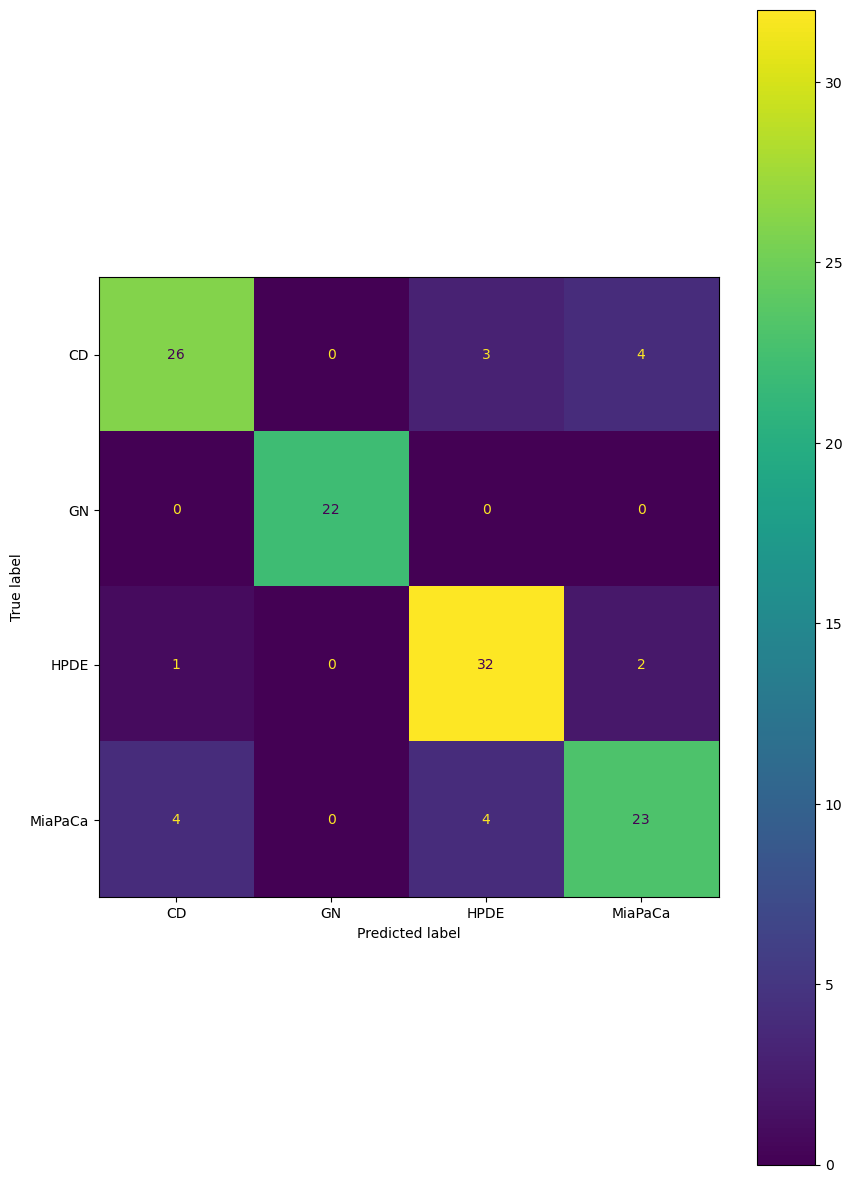 30
25
20
15
10
5
0
True label
CD
26 0 3 4
GN
0 22 0 0
HPDE
1 0 32 2
MiaPaCa
4 0 4 23
CD GN HPDE MiaPaCa
Predicted label